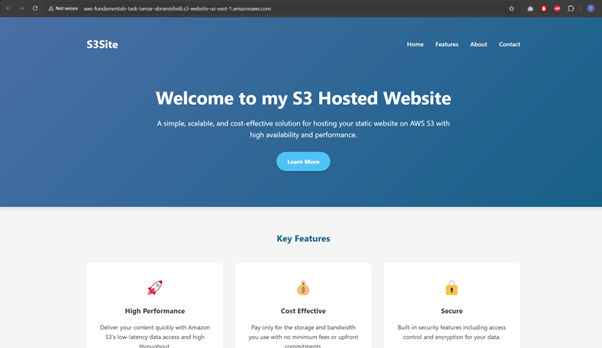 Not secure aws-fundamentals-task-tamar-abramishvili.s3-website-us-east-1.amazonaws.com
S3Site
Home Features About Contact
Welcome to my S3 Hosted Website
A simple, scalable, and cost-effective solution for hosting your static website on AWS S3 with
high availability and performance.
Learn More
Key Features
High Performance
Deliver your content quickly with Amazon
S3's low-latency data access and high
throughput.
Cost Effective
Pay only for the storage and bandwidth
you use with no minimum fees or upfront
commitments.
Secure
Built-in security features including access
control and encryption for your data.